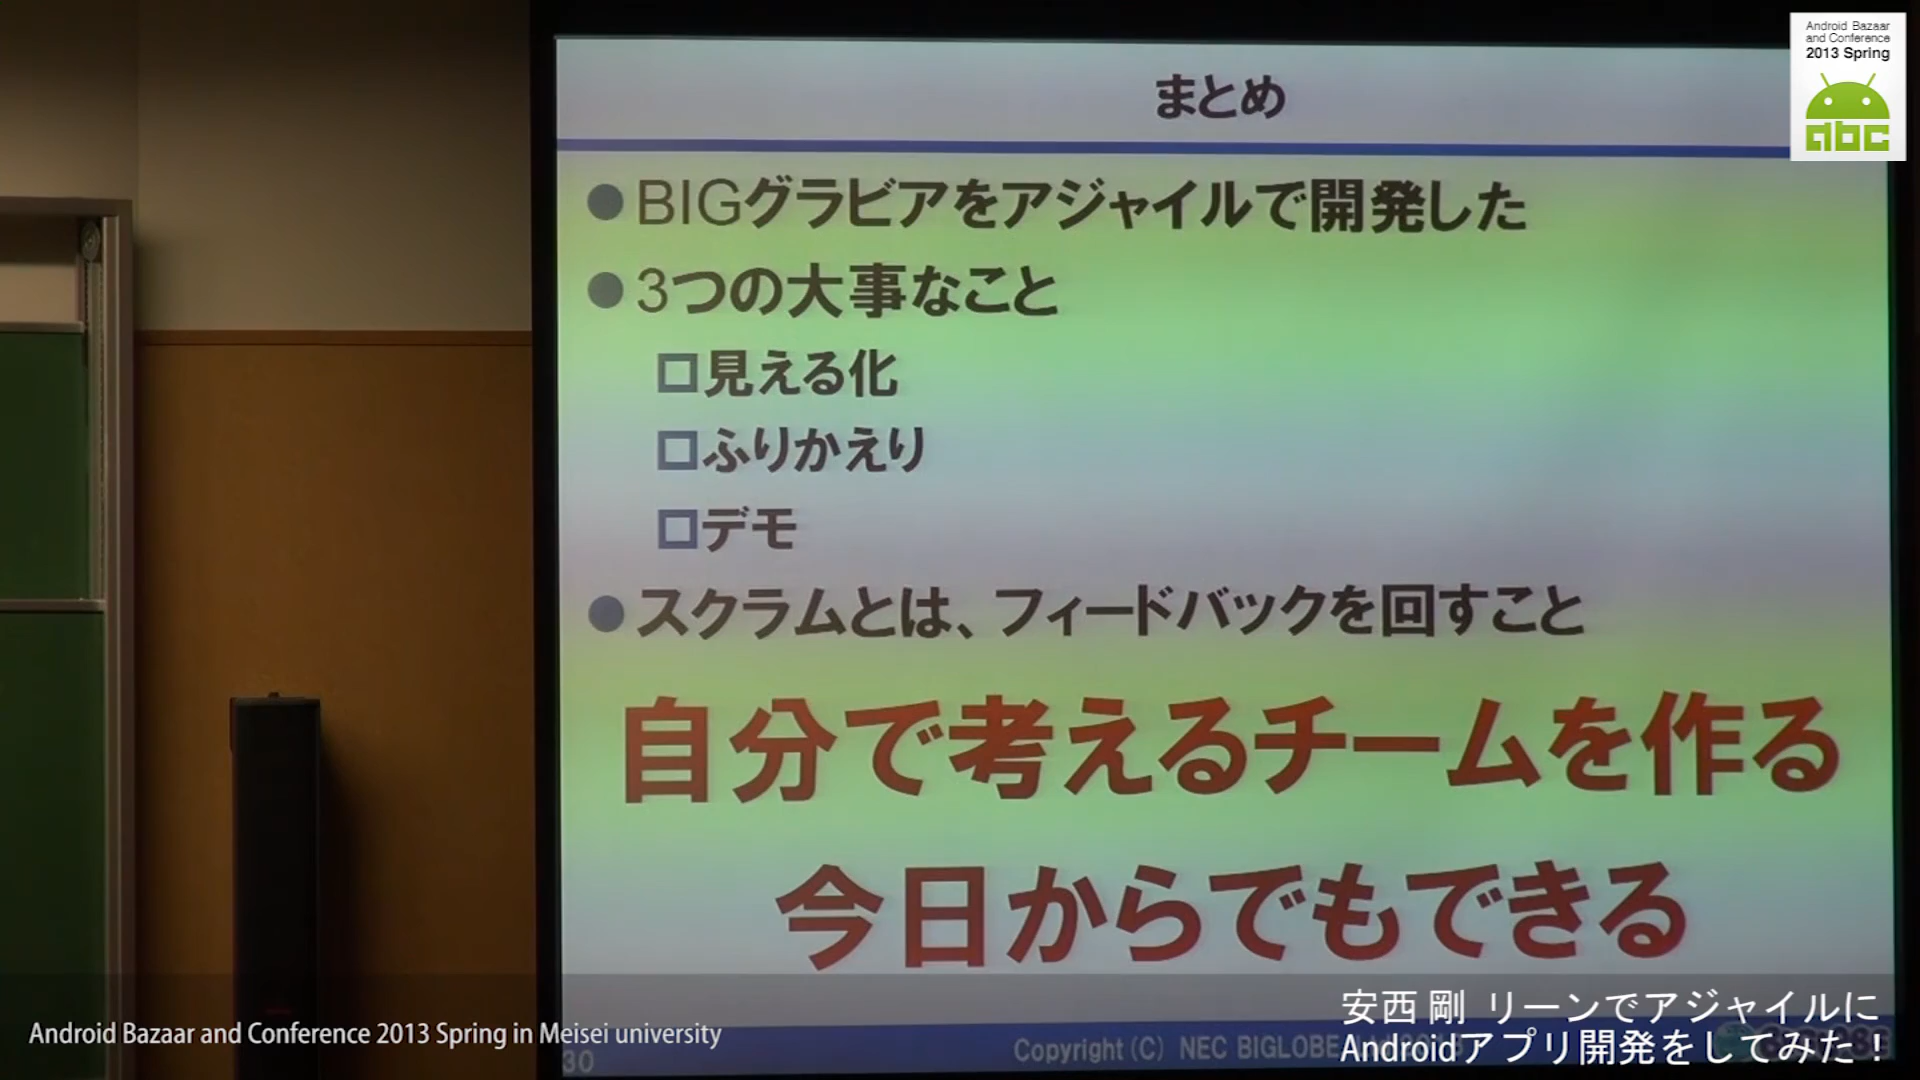 Android Bazaar
and Conference
2013 Spring
abc
まとめ
●BIGグラビアをアジャイルで開発した
●3つの大事なこと
□見える化
□ふりかえり
□デモ
●スクラムとは、フィードバックを回すこと
自分で考えるチームを作る
今日からでもできる
安西 剛 リーンでアジャイルに
Androidアプリ開発をしてみた！
Android Bazaar and Conference 2013 Spring in Meisei university
30
Copyright (C) NEC BIGLOBE